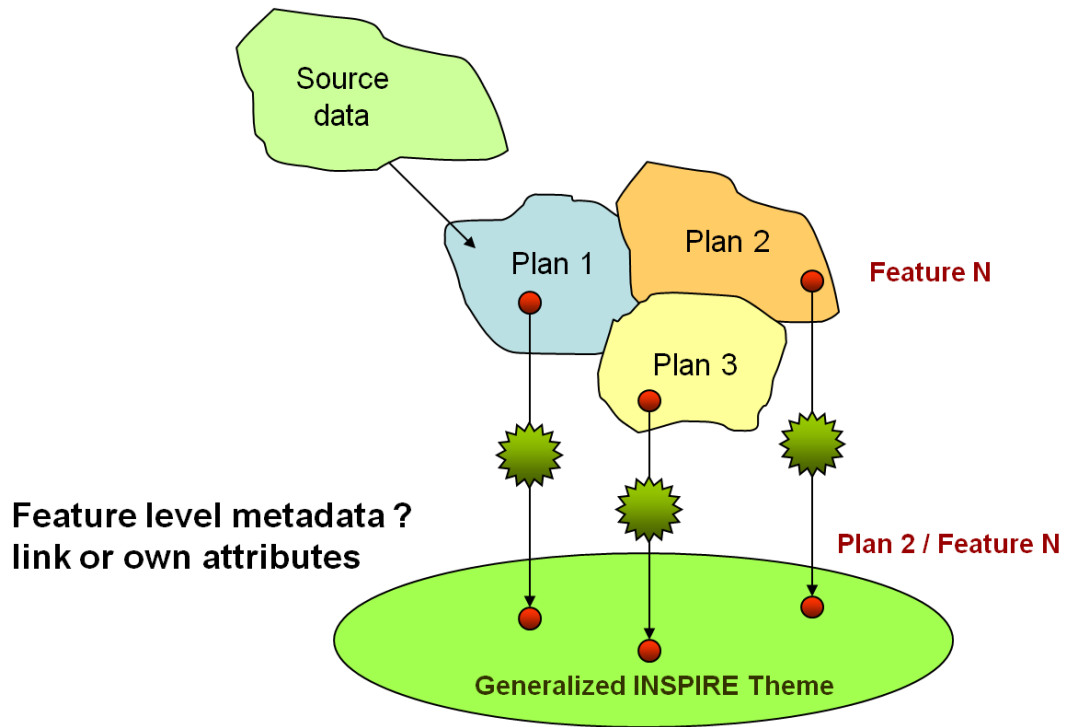 Source
data
Plan 1
Plan 2
Feature N
Plan 3
Feature level metadata ?
link or own attributes
Plan 2 / Feature N
Generalized INSPIRE Theme